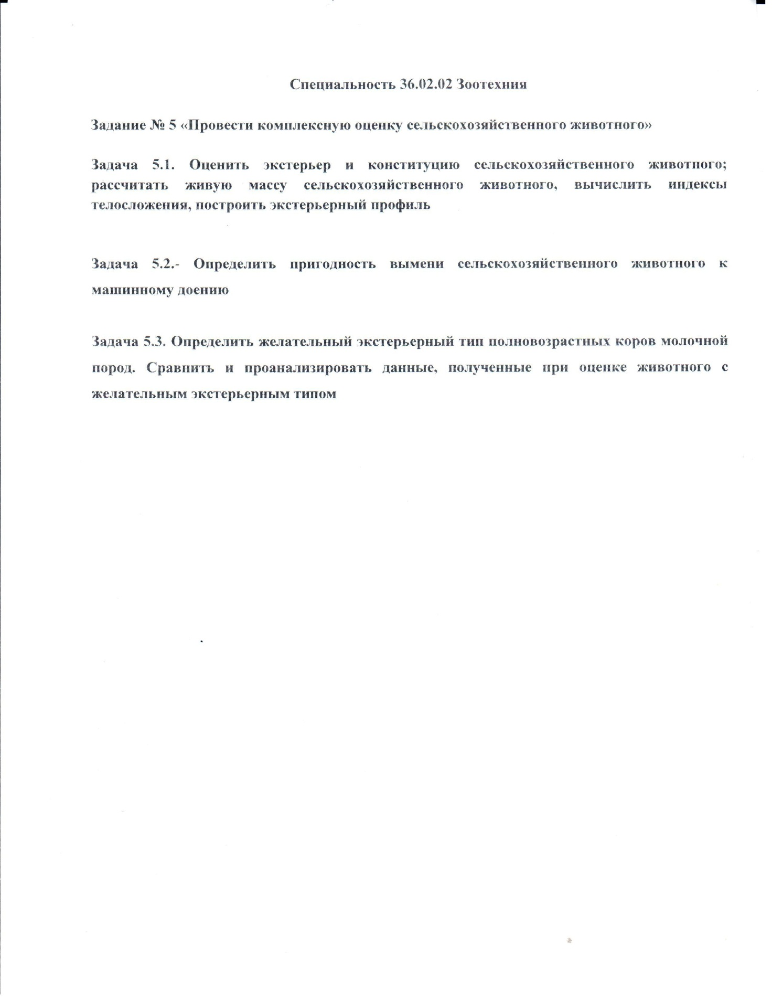 Специальность 36.02.02 Зоотехния
Задание № 5 «Провести комплексную оценку сельскохозяйственного животного»
Задача 5.1. Оценить экстерьер и конституцию сельскохозяйственного животного;
рассчитать живую массу сельскохозяйственного животного, вычислить индексы
телосложения, построить экстерьерный профиль
Задача 5.2.- Определить пригодность вымени сельскохозяйственного животного к
машинному доению
Задача 5.3. Определить желательный экстерьерный тип полновозрастных коров молочной
пород. Сравнить и проанализировать данные, полученные при оценке животного с
желательным экстерьерным типом